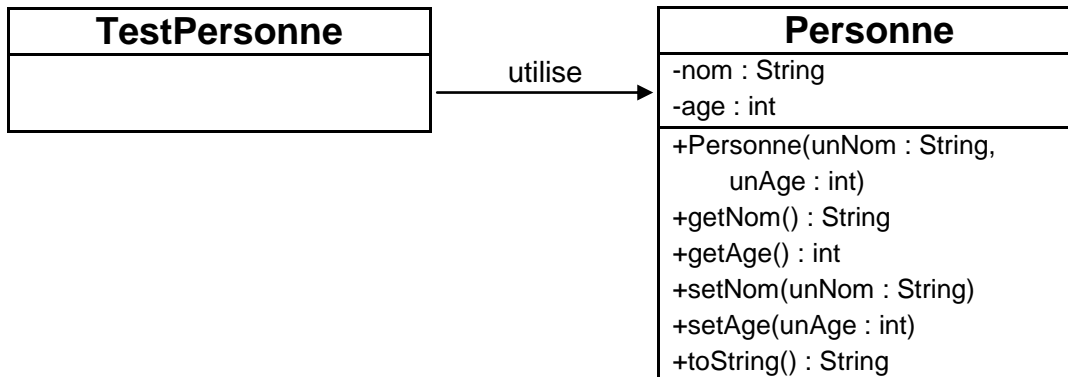 TestPersonne
utilise
Personne
-nom : String
-age : int
+Personne(unNom : String,
unAge : int)
+getNom() : String
+getAge() : int
+setNom(unNom : String)
+setAge(unAge : int)
+toString() : String